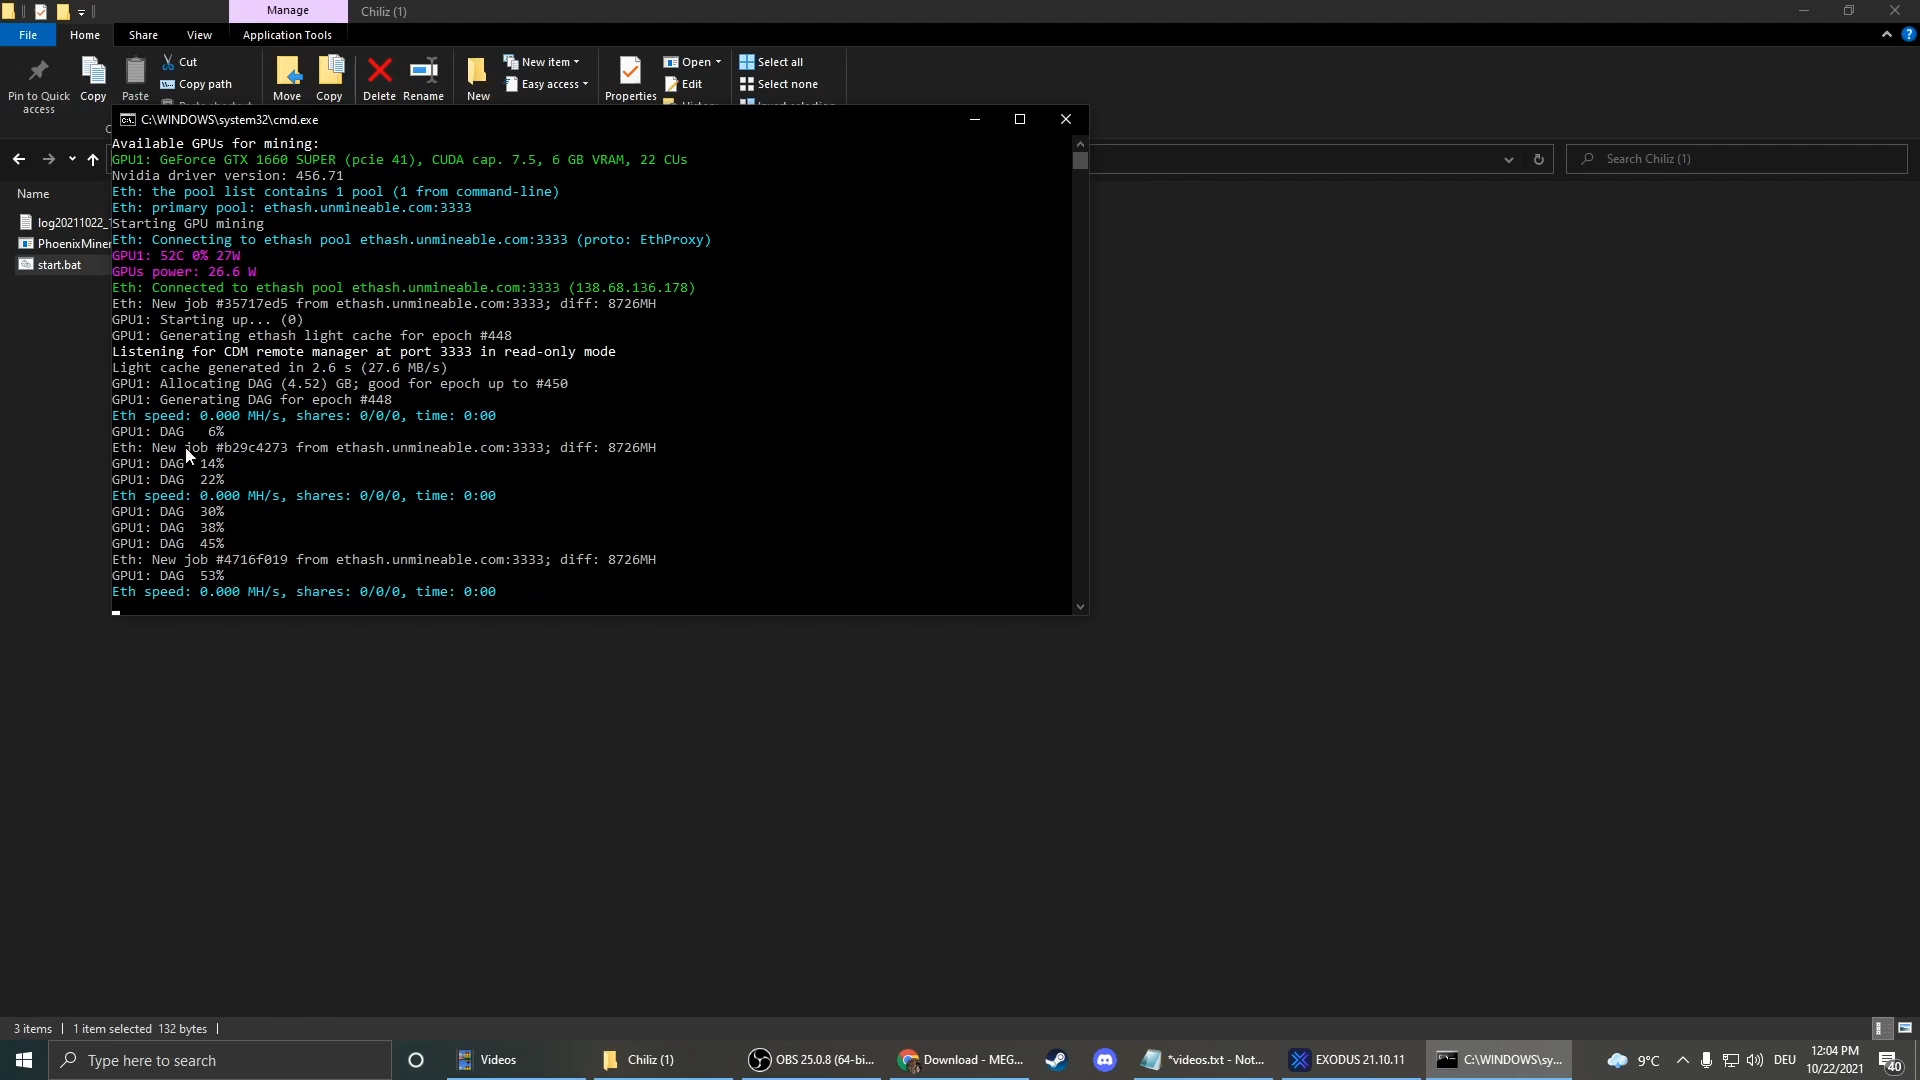 Manage
Chiliz (1)
File
Home
Share
View
Application Tools
Pin to Quick access
Copy
Paste
Cut
Copy path
Move
Copy
Delete
Rename
New
New item
Easy access
Properties
Open
Edit
Select all
Select none
C:\WINDOWS\system32\cmd.exe
Search Chiliz (1)
Name
log20211022_1
PhoenixMiner
start.bat
Available GPUs for mining:
GPU1: GeForce GTX 1660 SUPER (pcie 41), CUDA cap. 7.5, 6 GB VRAM, 22 CUs
Nvidia driver version: 456.71
Eth: the pool list contains 1 pool (1 from command-line)
Eth: primary pool: ethash.unmineable.com:3333
Starting GPU mining
Eth: Connecting to ethash pool ethash.unmineable.com:3333 (proto: EthProxy)
GPU1: 52C 0% 27W
GPUs power: 26.6 W
Eth: Connected to ethash pool ethash.unmineable.com:3333 (138.68.136.178)
Eth: New job #35717ed5 from ethash.unmineable.com:3333; diff: 8726MH
GPU1: Starting up... (0)
GPU1: Generating ethash light cache for epoch #448
Listening for CDM remote manager at port 3333 in read-only mode
Light cache generated in 2.6 s (27.6 MB/s)
GPU1: Allocating DAG (4.52) GB; good for epoch up to #450
GPU1: Generating DAG for epoch #448
Eth speed: 0.000 MH/s, shares: 0/0/0, time: 0:00
GPU1: DAG 6%
Eth: New job #b29c4273 from ethash.unmineable.com:3333; diff: 8726MH
GPU1: DAG 14%
GPU1: DAG 22%
Eth speed: 0.000 MH/s, shares: 0/0/0, time: 0:00
GPU1: DAG 30%
GPU1: DAG 38%
GPU1: DAG 45%
Eth: New job #4716f019 from ethash.unmineable.com:3333; diff: 8726MH
GPU1: DAG 53%
Eth speed: 0.000 MH/s, shares: 0/0/0, time: 0:00
3 items
1 item selected 132 bytes
Type here to search
Videos
Chiliz (1)
OBS 25.0.8 (64-bi...
Download - MEG...
*videos.txt - Not...
EXODUS 21.10.11
C:\WINDOWS\sy...
9°C
DEU
12:04 PM
10/22/2021
40